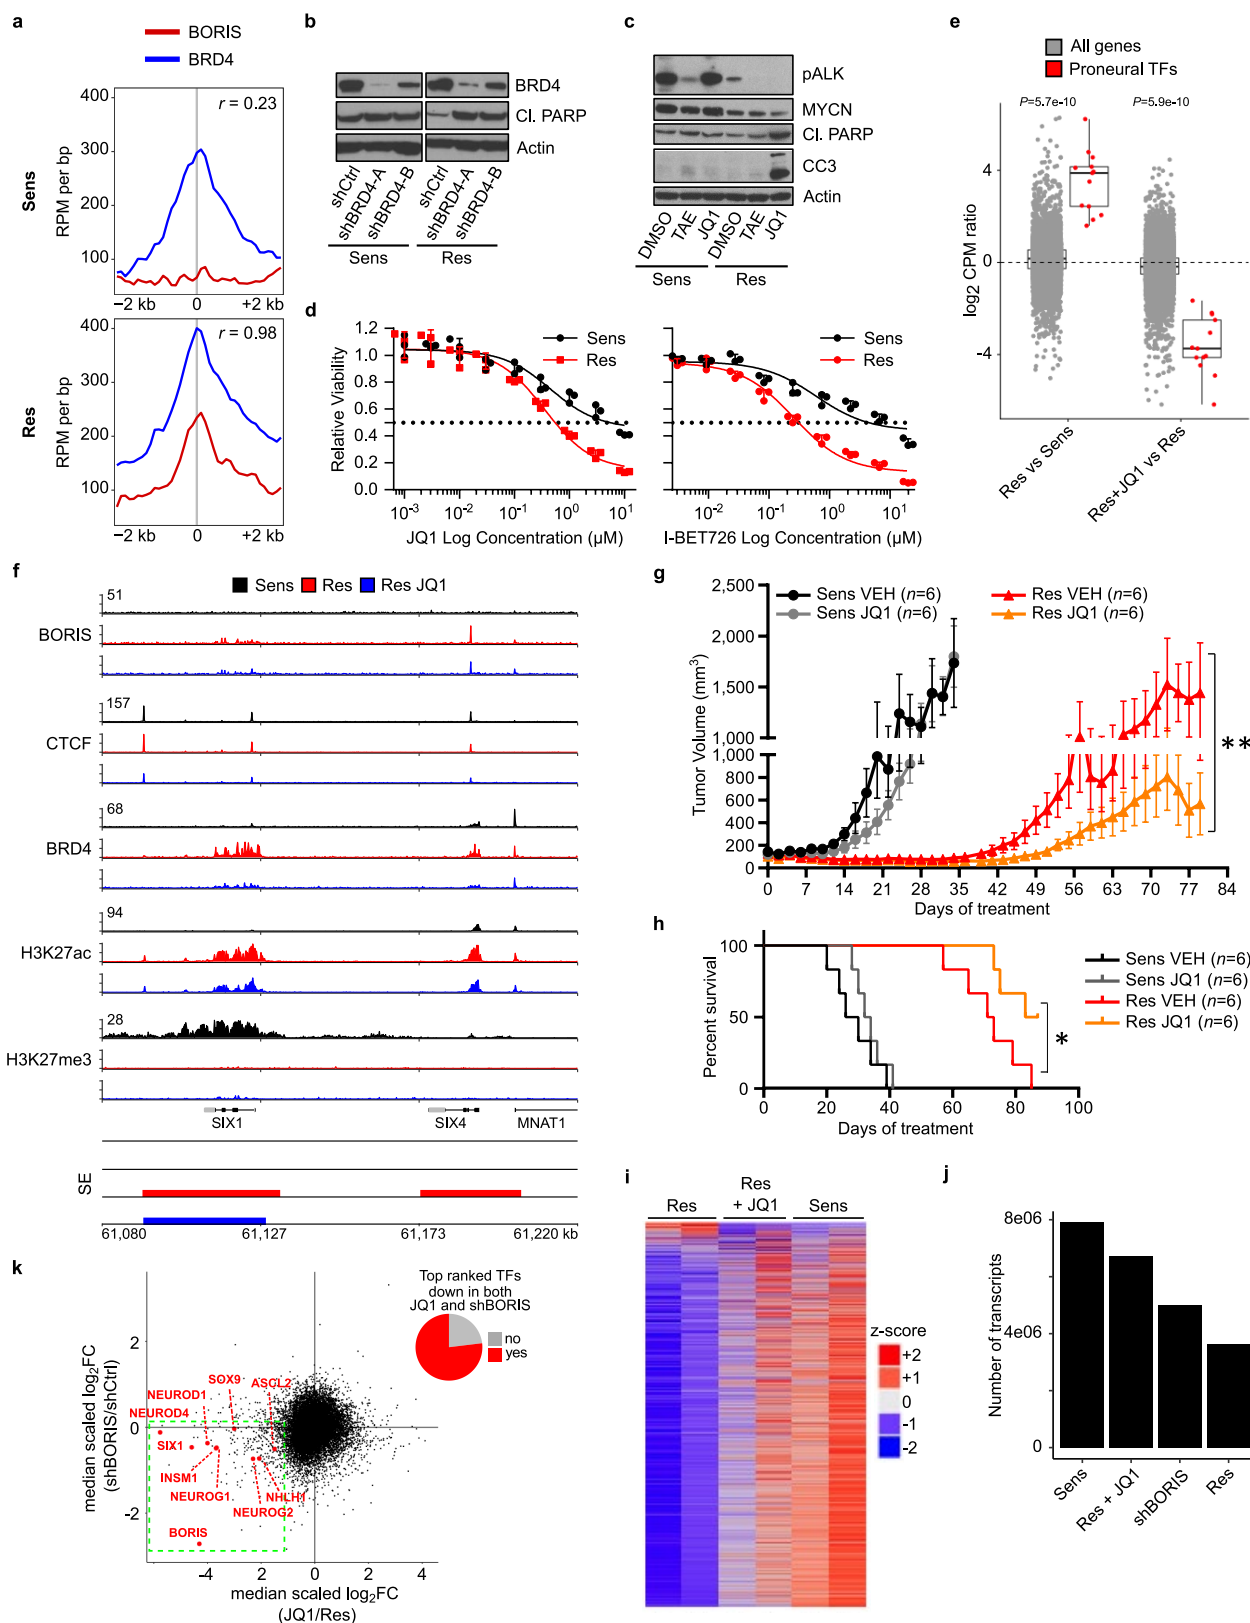 a
BORIS
BRD4
Sens
RPM per bp
400
300
200
100
r = 0.23
−2 kb 0 +2 kb
Res
RPM per bp
400
300
200
100
r = 0.98
−2 kb 0 +2 kb
b
BRD4
Cl. PARP
Actin
shCtrl
shBRD4-A
shBRD4-B
shCtrl
shBRD4-A
shBRD4-B
Sens Res
c
pALK
MYCN
Cl. PARP
CC3
Actin
DMSO
TAE
JQ1
DMSO
TAE
JQ1
Sens Res
d
Relative Viability
1.2
1.0
0.8
0.6
0.4
0.2
0.0
Sens
Res
10-3 10-2 10-1 100 101
JQ1 Log Concentration (μM)
Sens
Res
10-2 10-1 100 101
I-BET726 Log Concentration (μM)
e
All genes
Proneural TFs
P=5.7e-10 P=5.9e-10
log2 CPM ratio
4
0
-4
Res vs Sens
Res+JQ1 vs Res
f
Sens Res Res JQ1
51
BORIS
157
CTCF
68
BRD4
94
H3K27ac
28
H3K27me3
SIX1 SIX4 MNAT1
SE
61,080 61,127 61,173 61,220 kb
g
Sens VEH (n=6)
Sens JQ1 (n=6)
Res VEH (n=6)
Res JQ1 (n=6)
Tumor Volume (mm3)
2,500
2,000
1,500
1,000
1,000
800
600
400
200
0
0 7 14 21 28 35 42 49 56 63 70 77 84
Days of treatment
**
h
Percent survival
100
50
0
0 20 40 60 80 100
Days of treatment
*
Sens VEH (n=6)
Sens JQ1 (n=6)
Res VEH (n=6)
Res JQ1 (n=6)
i
Res
Res + JQ1
Sens
z-score
+2
+1
0
-1
-2
j
Number of transcripts
8e06
4e06
0
Sens
Res + JQ1
shBORIS
Res
k
Top ranked TFs
down in both
JQ1 and shBORIS
no
yes
median scaled log2FC
(shBORIS/shCtrl)
2
0
-2
SOX9 ASCL2
NEUROD1
NEUROD4
SIX1
INSM1
NEUROG1
NHLH1
NEUROG2
BORIS
-4 -2 0 2 4
median scaled log2FC
(JQ1/Res)